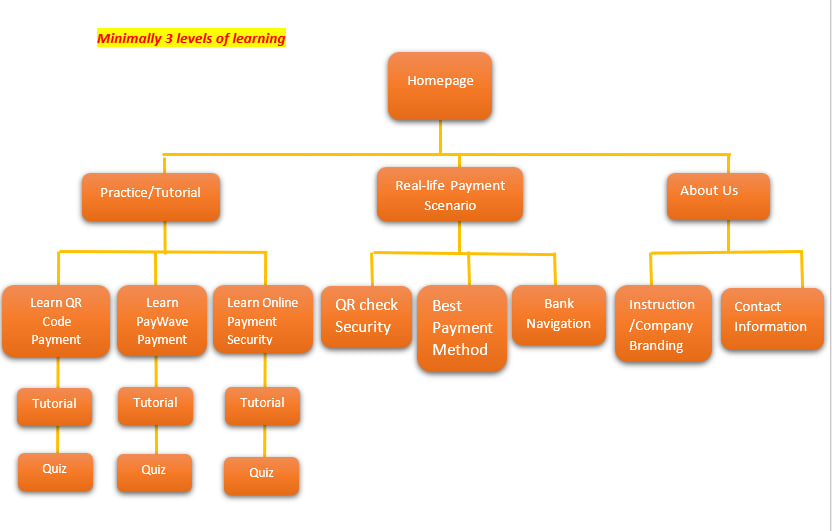 Minimally 3 levels of learning
Homepage
Practice/Tutorial
Real-life Payment
Scenario
About Us
Learn QR
Code
Payment
Learn
PayWave
Payment
Learn Online
Payment
Security
QR check
Security
Best
Payment
Method
Bank
Navigation
Instruction
/Company
Branding
Contact
Information
Tutorial
Tutorial
Tutorial
Quiz
Quiz
Quiz